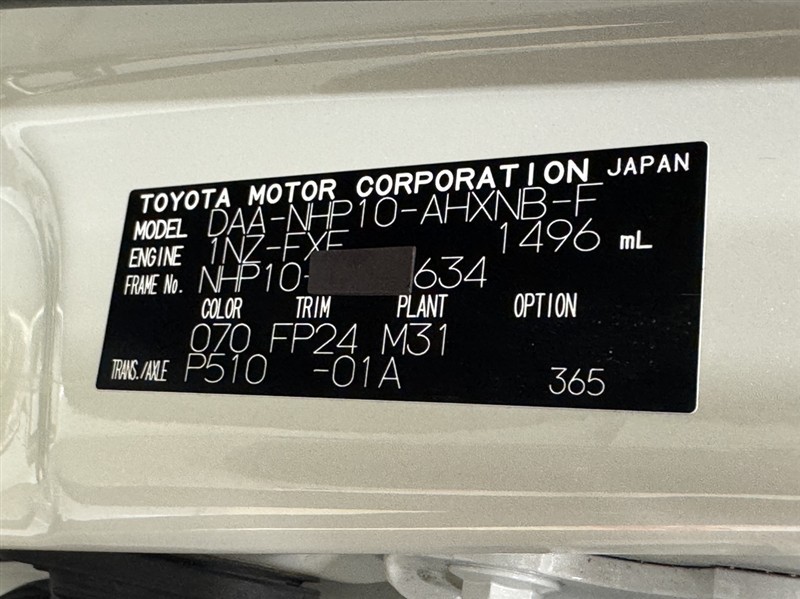 TOYOTA MOTOR CORPORATION JAPAN
MODEL DAA-NHP10-AHXNB-F
ENGINE 1NZ-FXE 1496 mL
FRAME No. NHP10- 634
COLOR TRIM PLANT OPTION
070 FP24 M31
TRANS./AXLE P510 -01A 365